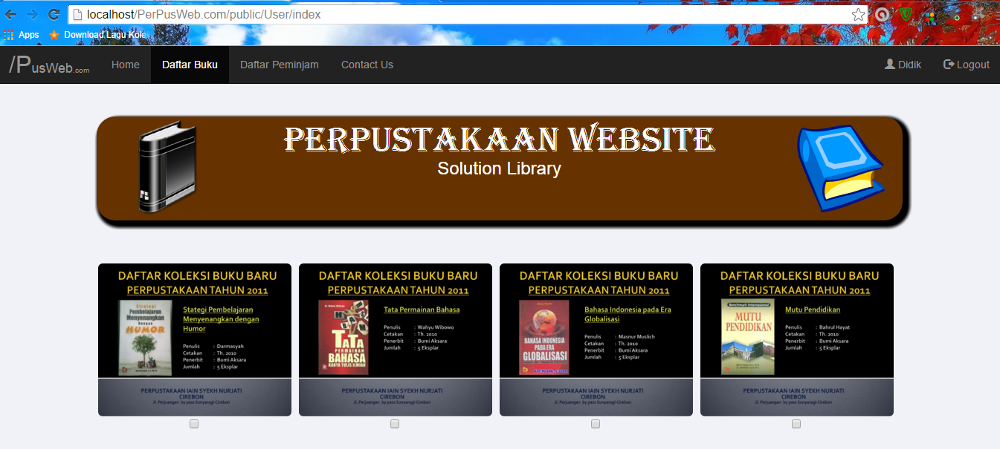 localhost/PerPusWeb.com/public/User/index
Apps
Download Lagu Kole
/PusWeb.com
Home
Daftar Buku
Daftar Peminjam
Contact Us
Didik
Logout
PERPUSTAKAAN WEBSITE
Solution Library
DAFTAR KOLEKSI BUKU BARU
PERPUSTAKAAN TAHUN 2011
Strategi
Pembelajaran
Menyenangkan
Dengan
HUMOR
Stategi Pembelajaran
Menyenangkan dengan
Humor
Penulis : Darmasyah
Cetakan : Th. 2010
Penerbit : Bumi Aksara
Jumlah : 5 Eksplar
PERPUSTAKAAN IAIN SYEKH NURJATI
CIREBON
Jl. Perjuangan by pass Sunyaragi-Cirebon
DAFTAR KOLEKSI BUKU BARU
PERPUSTAKAAN TAHUN 2011
TATA
PERMAINAN
BAHASA
KARYA TULIS ILMIAH
Tata Permainan Bahasa
Penulis : Wahyu Wibowo
Cetakan : Th. 2010
Penerbit : Bumi Aksara
Jumlah : 5 Eksplar
PERPUSTAKAAN IAIN SYEKH NURJATI
CIREBON
Jl. Perjuangan by pass Sunyaragi-Cirebon
DAFTAR KOLEKSI BUKU BARU
PERPUSTAKAAN TAHUN 2011
BAHASA INDONESIA
PADA ERA
GLOBALISASI
Bahasa Indonesia pada Era
Globalisasi
Penulis : Masnur Muslich
Cetakan : Th. 2010
Penerbit : Bumi Aksara
Jumlah : 5 Eksplar
PERPUSTAKAAN IAIN SYEKH NURJATI
CIREBON
Jl. Perjuangan by pass Sunyaragi-Cirebon
DAFTAR KOLEKSI BUKU BARU
PERPUSTAKAAN TAHUN 2011
Benchmark Internasional
MUTU
PENDIDIKAN
Mutu Pendidikan
Penulis : Bahrul Hayat
Cetakan : Th. 2010
Penerbit : Bumi Aksara
Jumlah : 5 Eksplar
PERPUSTAKAAN IAIN SYEKH NURJATI
CIREBON
Jl. Perjuangan by pass Sunyaragi-Cirebon